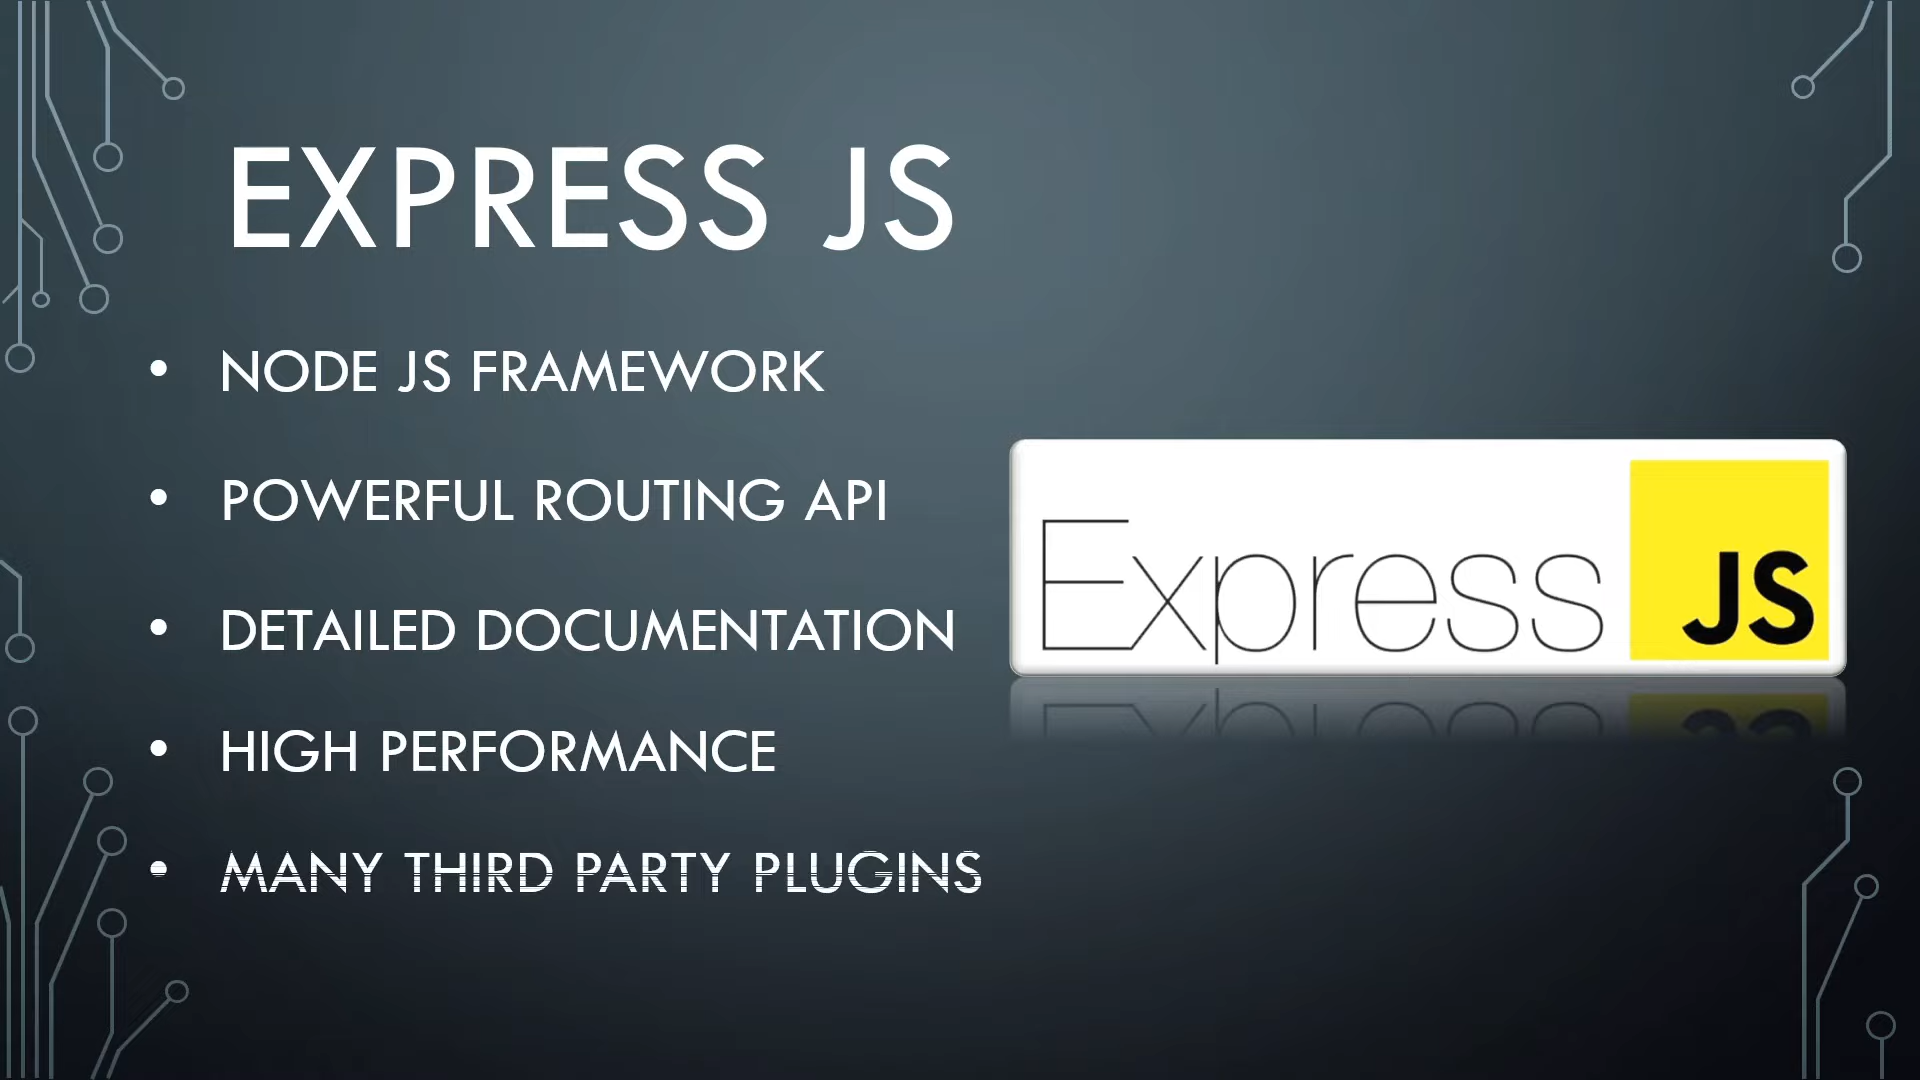 EXPRESS JS
• NODE JS FRAMEWORK
• POWERFUL ROUTING API
• DETAILED DOCUMENTATION
• HIGH PERFORMANCE
• MANY THIRD PARTY PLUGINS
Express JS